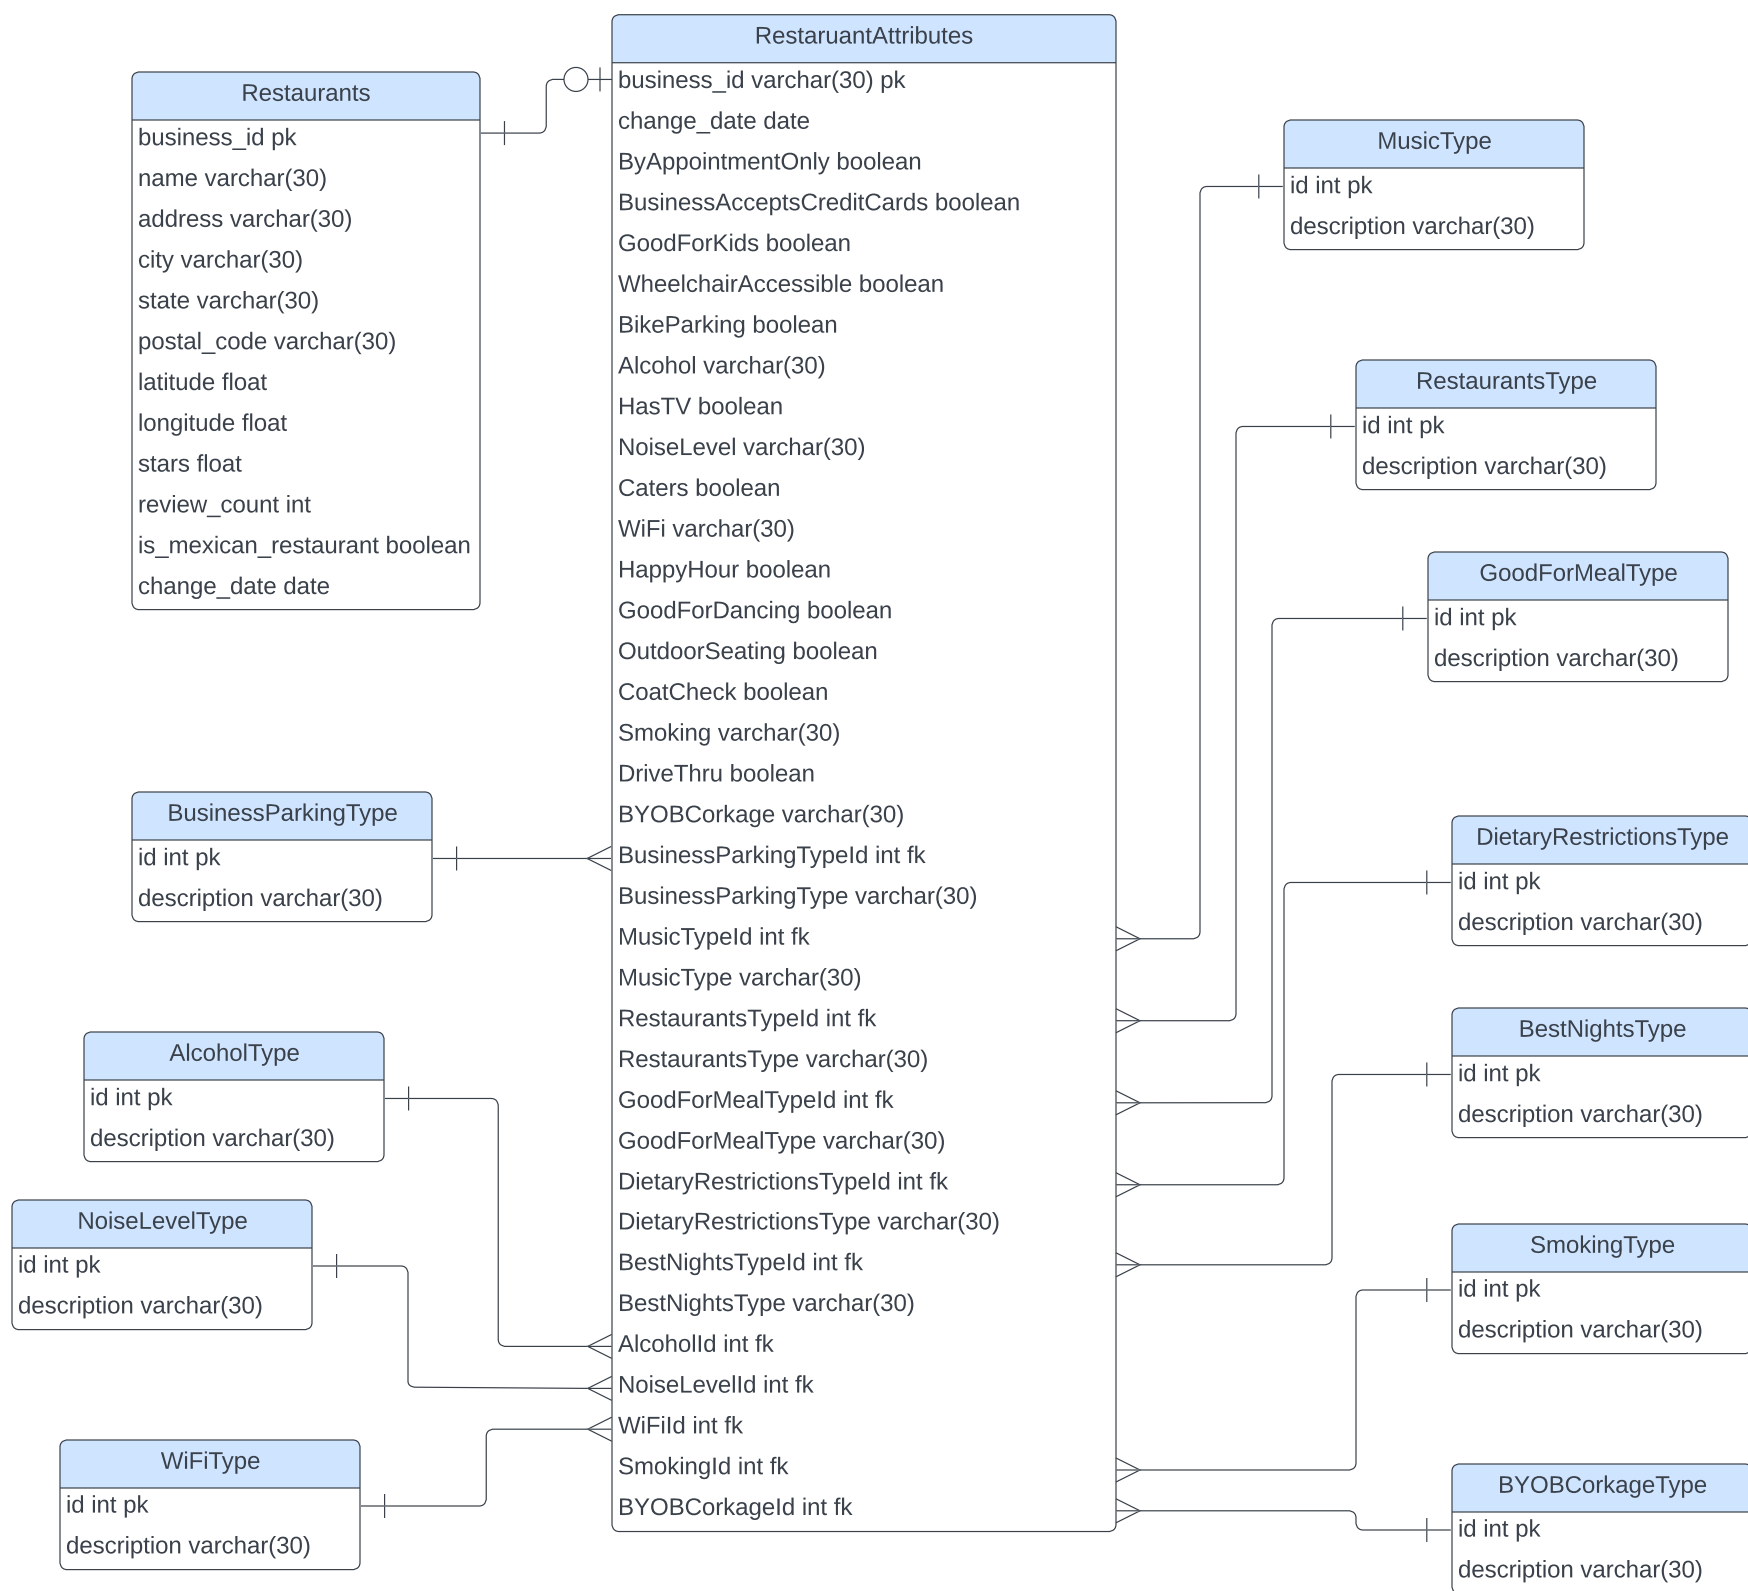 RestaruantAttributes
business_id varchar(30) pk
change_date date
ByAppointmentOnly boolean
BusinessAcceptsCreditCards boolean
GoodForKids boolean
WheelchairAccessible boolean
BikeParking boolean
Alcohol varchar(30)
HasTV boolean
NoiseLevel varchar(30)
Caters boolean
WiFi varchar(30)
HappyHour boolean
GoodForDancing boolean
OutdoorSeating boolean
CoatCheck boolean
Smoking varchar(30)
DriveThru boolean
BYOBCorkage varchar(30)
BusinessParkingTypeId int fk
BusinessParkingType varchar(30)
MusicTypeId int fk
MusicType varchar(30)
RestaurantsTypeId int fk
RestaurantsType varchar(30)
GoodForMealTypeId int fk
GoodForMealType varchar(30)
DietaryRestrictionsTypeId int fk
DietaryRestrictionsType varchar(30)
BestNightsTypeId int fk
BestNightsType varchar(30)
AlcoholId int fk
NoiseLevelId int fk
WiFiId int fk
SmokingId int fk
BYOBCorkageId int fk
Restaurants
business_id pk
name varchar(30)
address varchar(30)
city varchar(30)
state varchar(30)
postal_code varchar(30)
latitude float
longitude float
stars float
review_count int
is_mexican_restaurant boolean
change_date date
BusinessParkingType
id int pk
description varchar(30)
AlcoholType
id int pk
description varchar(30)
NoiseLevelType
id int pk
description varchar(30)
WiFiType
id int pk
description varchar(30)
MusicType
id int pk
description varchar(30)
RestaurantsType
id int pk
description varchar(30)
GoodForMealType
id int pk
description varchar(30)
DietaryRestrictionsType
id int pk
description varchar(30)
BestNightsType
id int pk
description varchar(30)
SmokingType
id int pk
description varchar(30)
BYOBCorkageType
id int pk
description varchar(30)